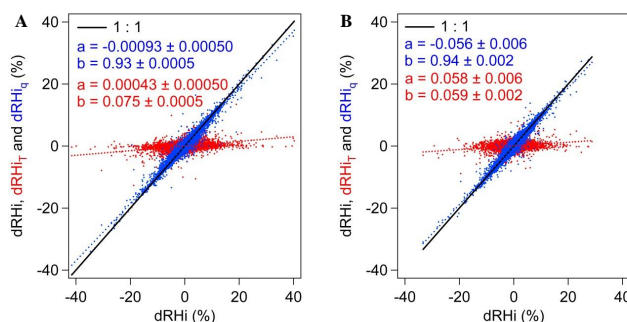 A
1 : 1
a = -0.00093 ± 0.00050
b = 0.93 ± 0.0005
a = 0.00043 ± 0.00050
b = 0.075 ± 0.0005
dRHi, dRHiT and dRHiq (%)
40
20
0
-20
-40
-40 -20 0 20 40
dRHi (%)
B
1 : 1
a = -0.056 ± 0.006
b = 0.94 ± 0.002
a = 0.058 ± 0.006
b = 0.059 ± 0.002
dRHi, dRHiT and dRHiq (%)
40
20
0
-20
-40
-40 -20 0 20 40
dRHi (%)